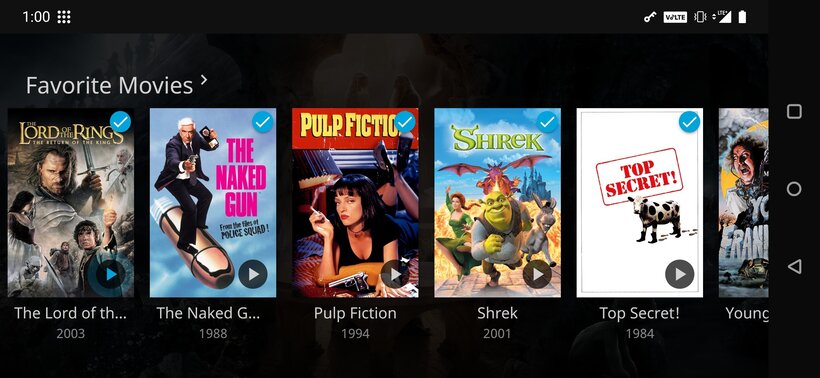 1:00
VoLTE
LTE+
Favorite Movies
THE
LORD OF THE RINGS
THE RETURN OF THE KING
THE
NAKED
GUN
From the files of
POLICE SQUAD!
PULP FICTIO
SHREK
TOP
SECRET!
The Lord of th...
2003
The Naked G...
1988
Pulp Fiction
1994
Shrek
2001
Top Secret!
1984
Young